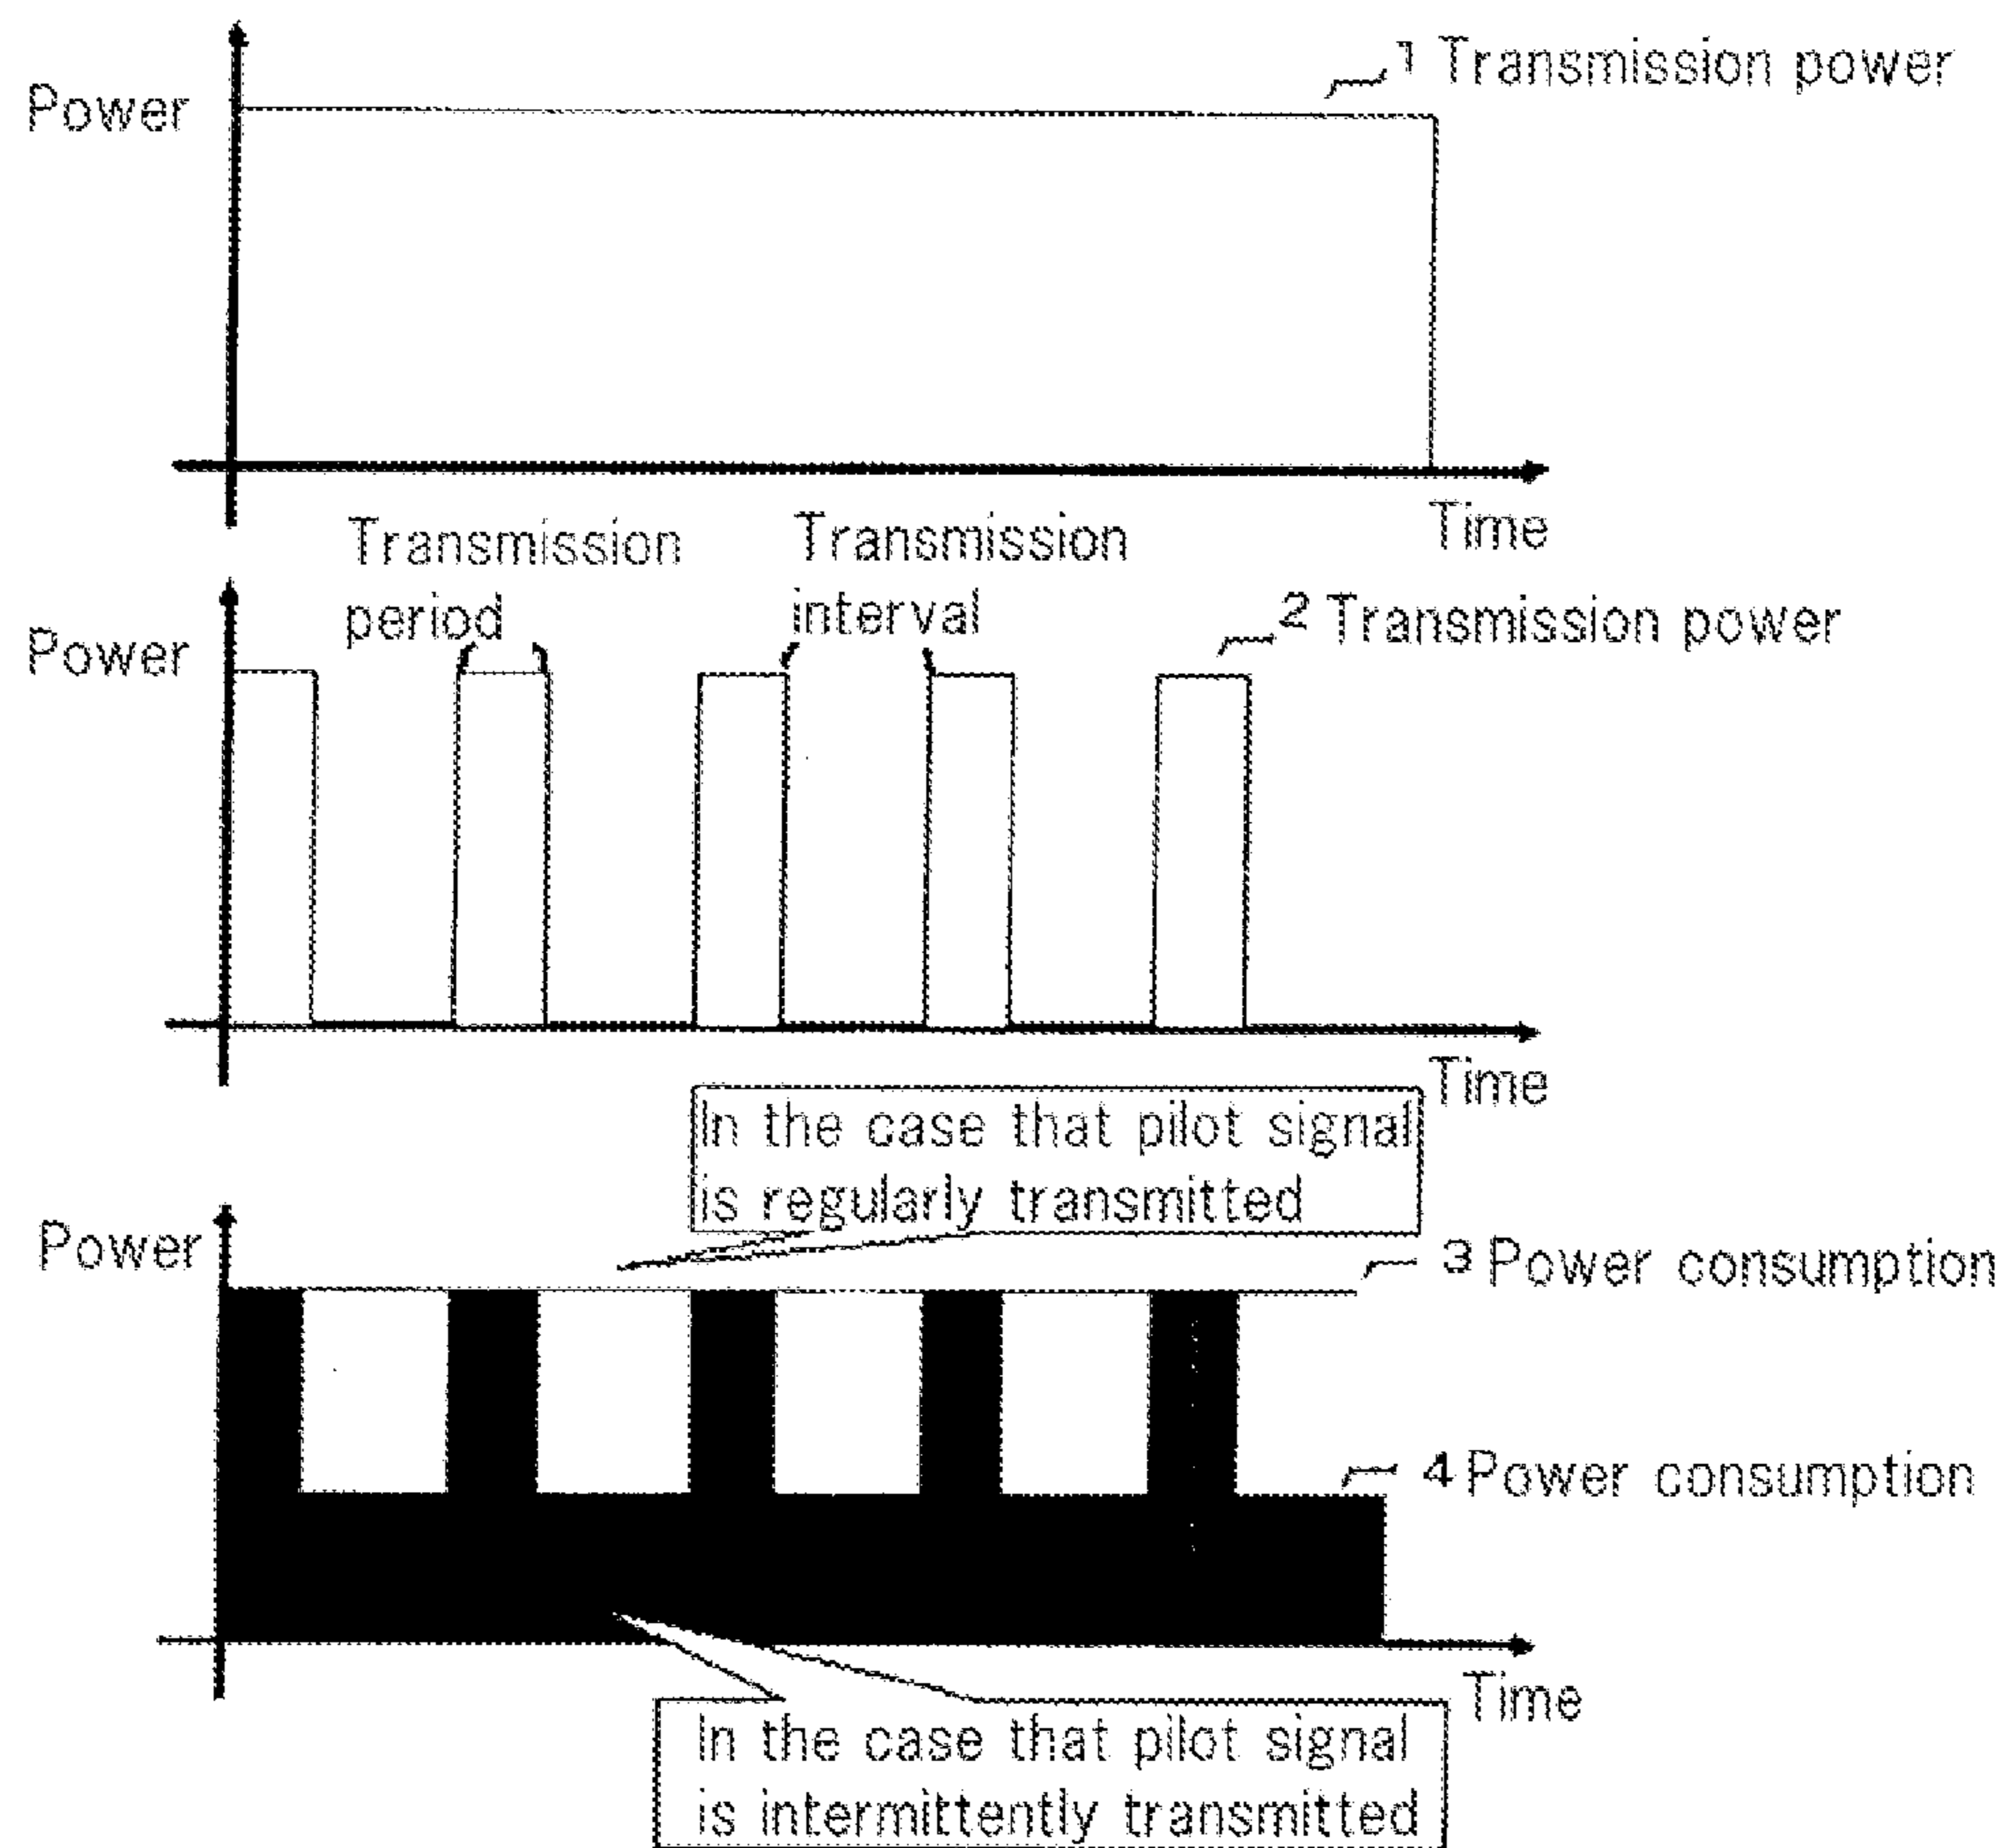 1 Transmission power
Power
Time
Transmission
period
Transmission
interval
2 Transmission power
Power
Time
In the case that pilot signal
is regularly transmitted
Power
3 Power consumption
4 Power consumption
Time
In the case that pilot signal
is intermittently transmitted